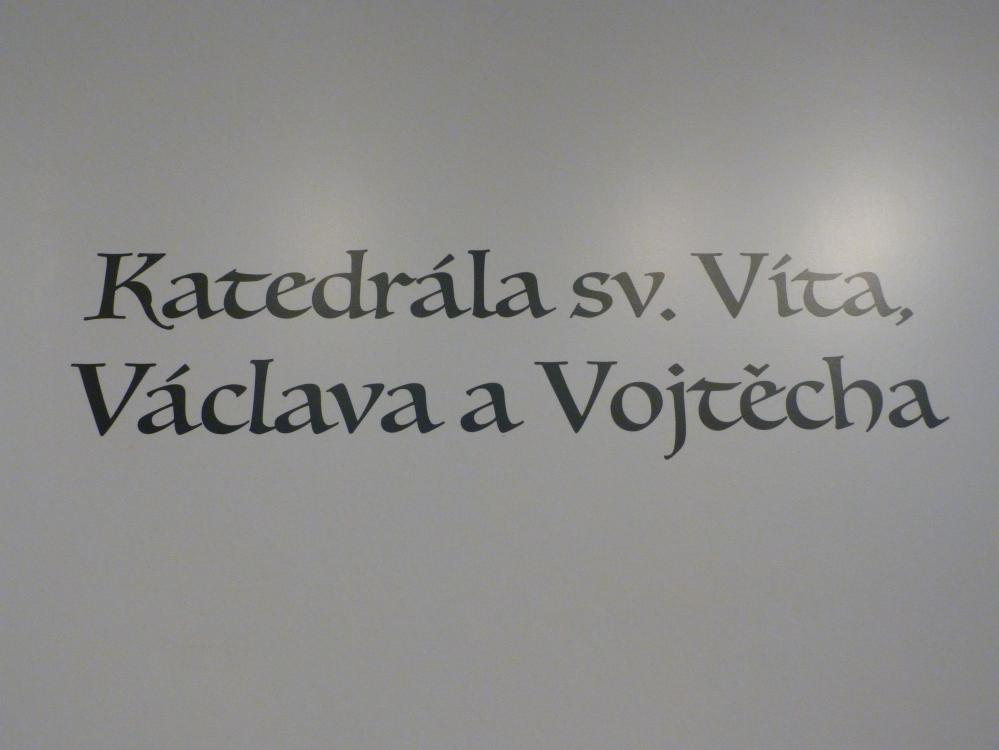 Katedrála sv. Víta,
Václava a Vojtěcha